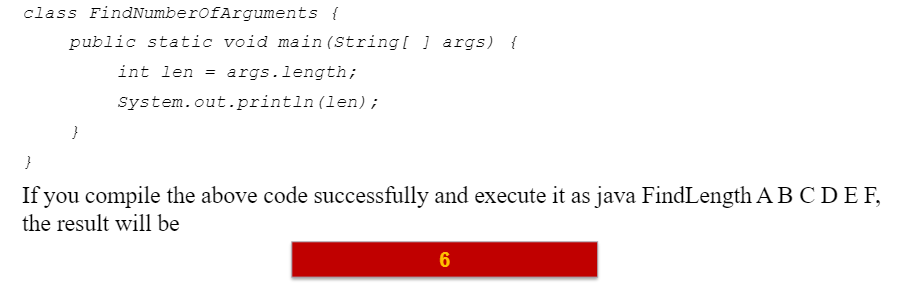 class FindNumberOfArguments {
public static void main(String[ ] args) {
int len = args.length;
System.out.println(len);
}
}
If you compile the above code successfully and execute it as java FindLength A B C D E F,
the result will be
6